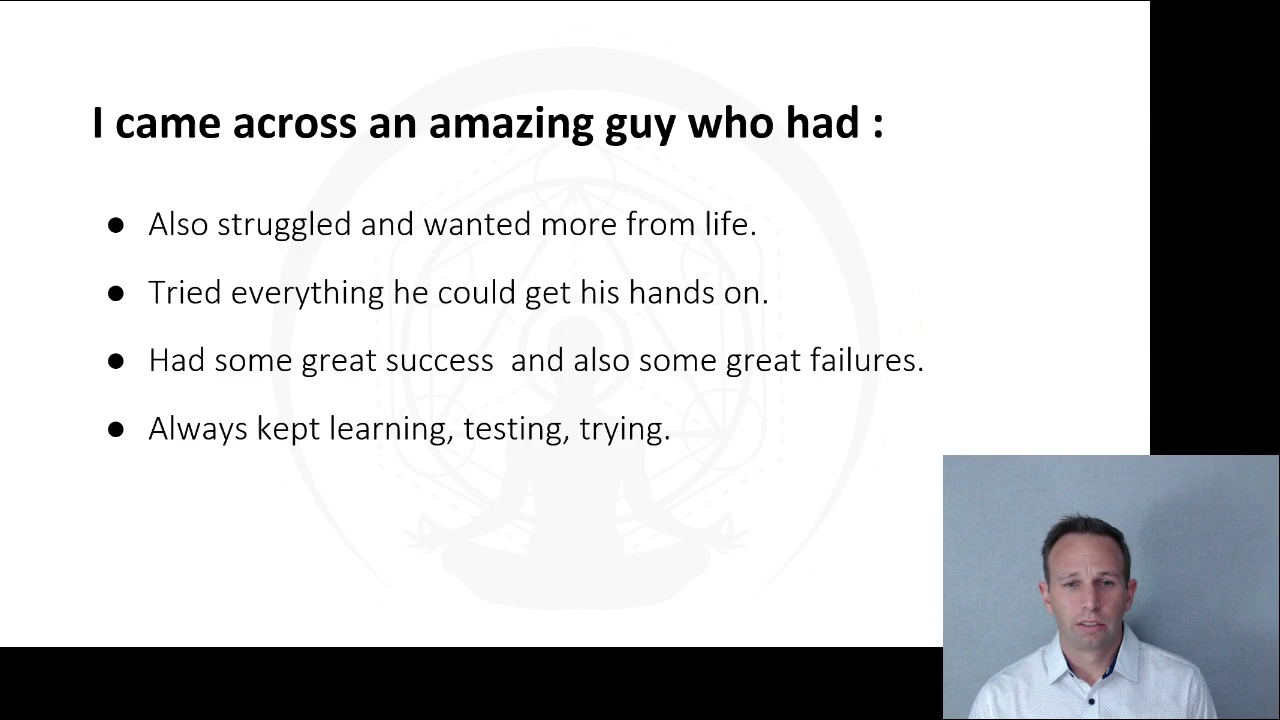 I came across an amazing guy who had :
● Also struggled and wanted more from life.
● Tried everything he could get his hands on.
● Had some great success  and also some great failures.
● Always kept learning, testing, trying.